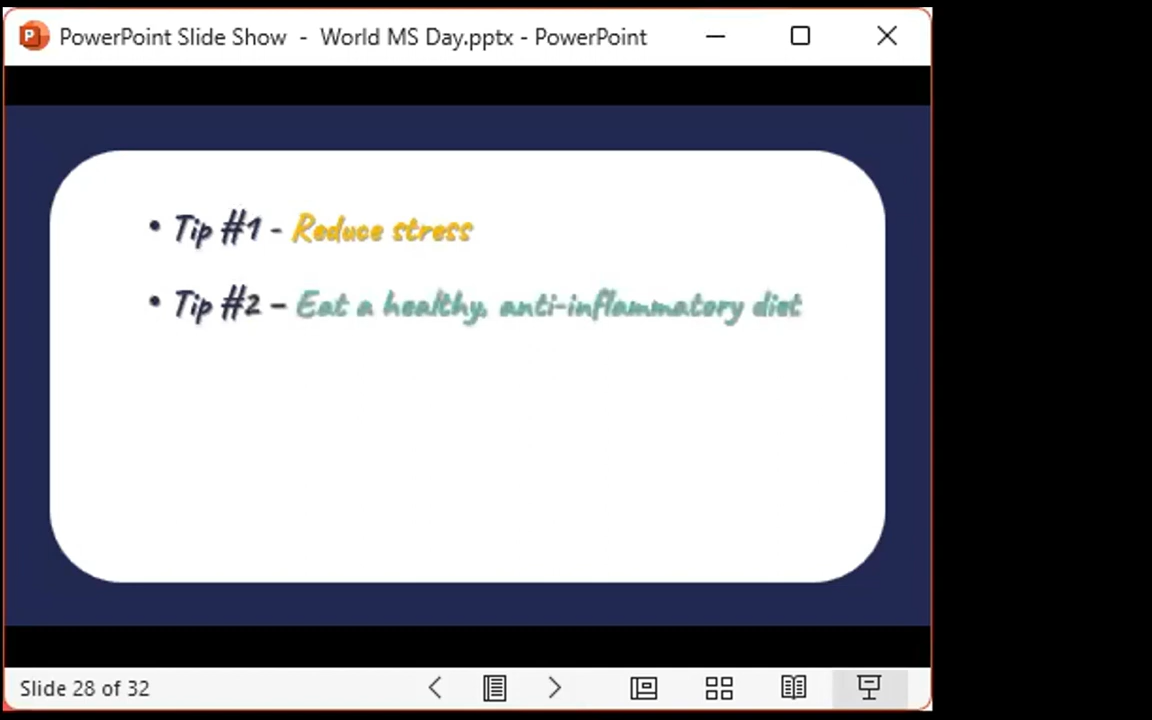 PowerPoint Slide Show - World MS Day.pptx - PowerPoint
• Tip #1 - Reduce stress
• Tip #2 – Eat a healthy, anti-inflammatory diet
Slide 28 of 32